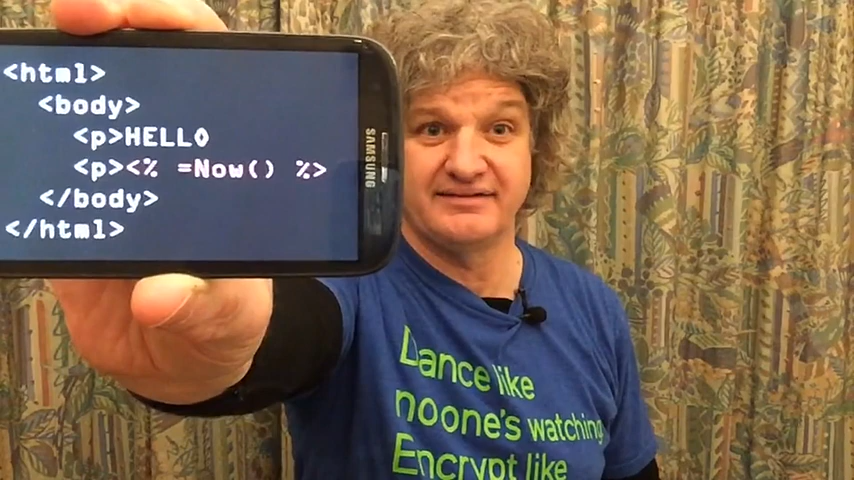 <html>
<body>
<p>HELLO
<p><% =Now() %>
</body>
</html>
SAMSUNG
Dance like
noone's watching
Encrypt like